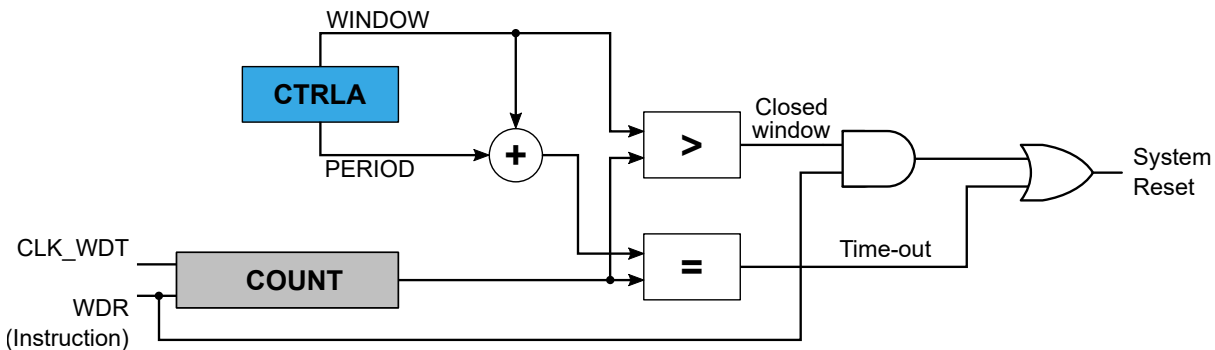 WINDOW
CTRLA
PERIOD
+
>
Closed
window
System
Reset
CLK_WDT
COUNT
=
Time-out
WDR
(Instruction)